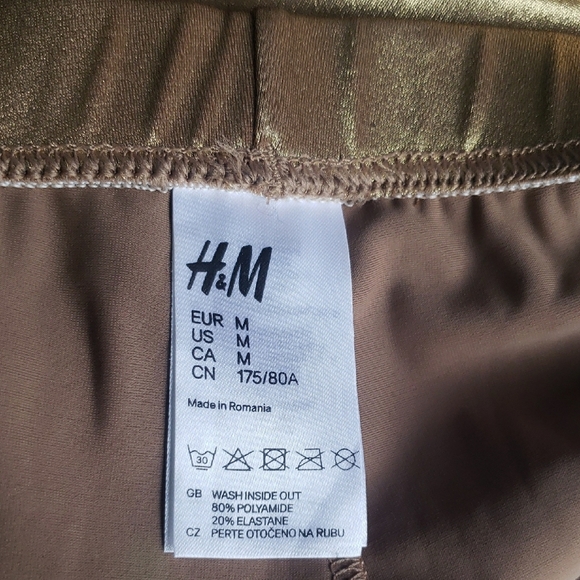 H&M
EUR M
US M
CA M
CN 175/80A
Made in Romania
30
GB WASH INSIDE OUT
80% POLYAMIDE
20% ELASTANE
CZ PERTE OTOČENO NA RUBU